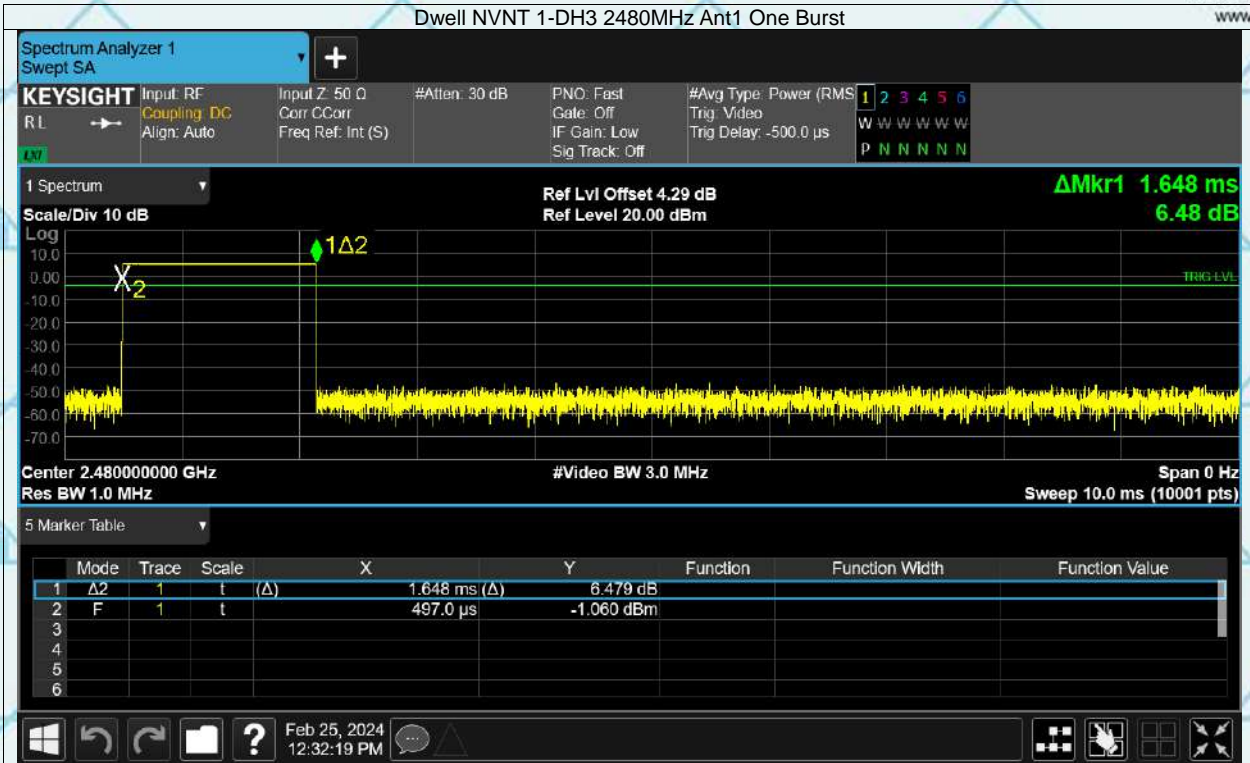 Dwell NVNT 1-DH3 2480MHz Ant1 One Burst
www
Spectrum Analyzer 1
Swept SA
+
KEYSIGHT
RL
LXI
Input: RF
Coupling: DC
Align: Auto
Input Z: 50 Ω
Corr CCorr
Freq Ref: Int (S)
#Atten: 30 dB
PNO: Fast
Gate: Off
IF Gain: Low
Sig Track: Off
#Avg Type: Power (RMS
Trig: Video
Trig Delay: -500.0 µs
1 2 3 4 5 6
W W W W W W
P N N N N N
1 Spectrum
Scale/Div 10 dB
Ref Lvl Offset 4.29 dB
Ref Level 20.00 dBm
ΔMkr1 1.648 ms
6.48 dB
Log
10.0
0.00
-10.0
-20.0
-30.0
-40.0
-50.0
-60.0
-70.0
1Δ2
X2
TRIG LVL
Center 2.480000000 GHz
#Video BW 3.0 MHz
Span 0 Hz
Res BW 1.0 MHz
Sweep 10.0 ms (10001 pts)
5 Marker Table
Mode Trace Scale X Y Function Function Width Function Value
1 Δ2 1 t (Δ) 1.648 ms (Δ) 6.479 dB
2 F 1 t 497.0 µs -1.060 dBm
3
4
5
6
?
Feb 25, 2024
12:32:19 PM